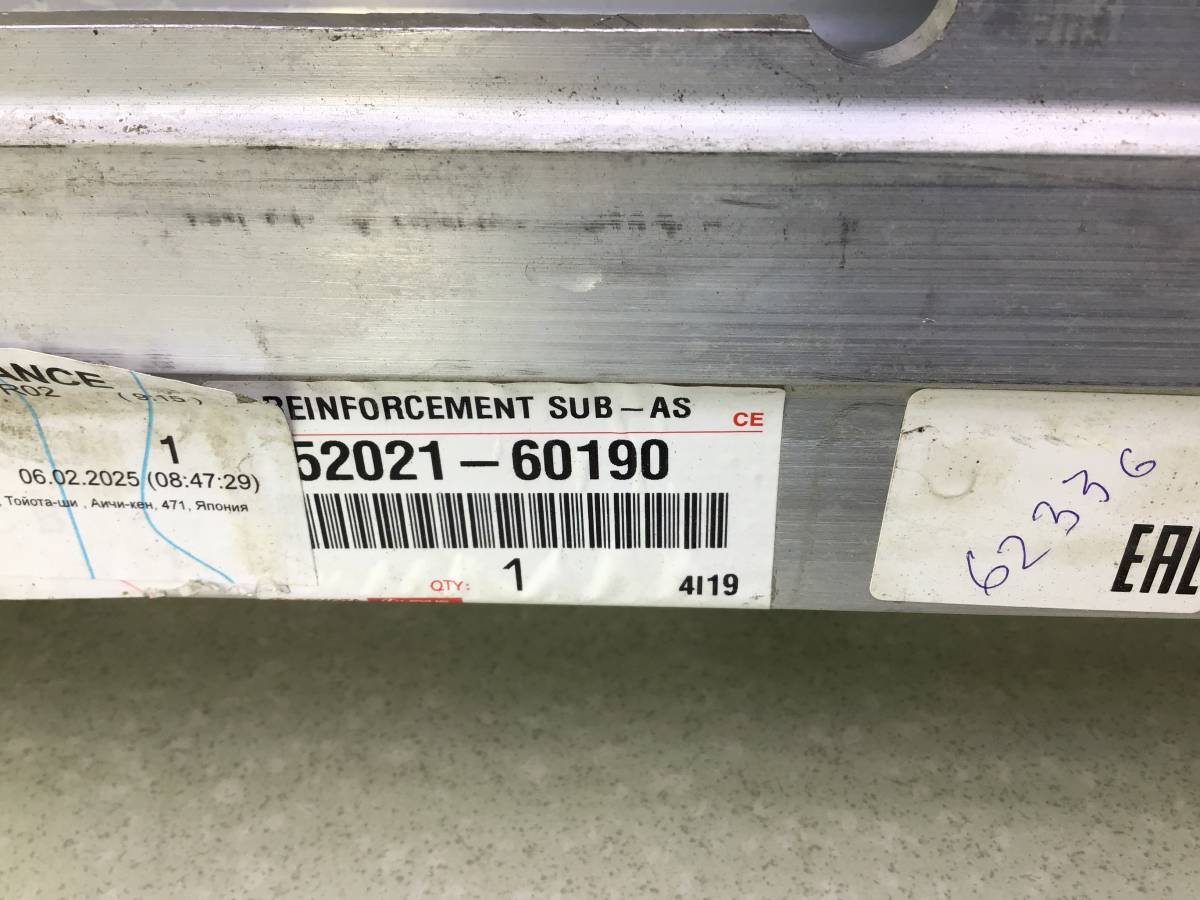 ANCE
R02 (9-15)
1
06.02.2025 (08:47:29)
, Тойота-ши , Аичи-кен, 471, Япония
REINFORCEMENT SUB-AS
CE
52021-60190
QTY: 1
4I19
62336
EAC